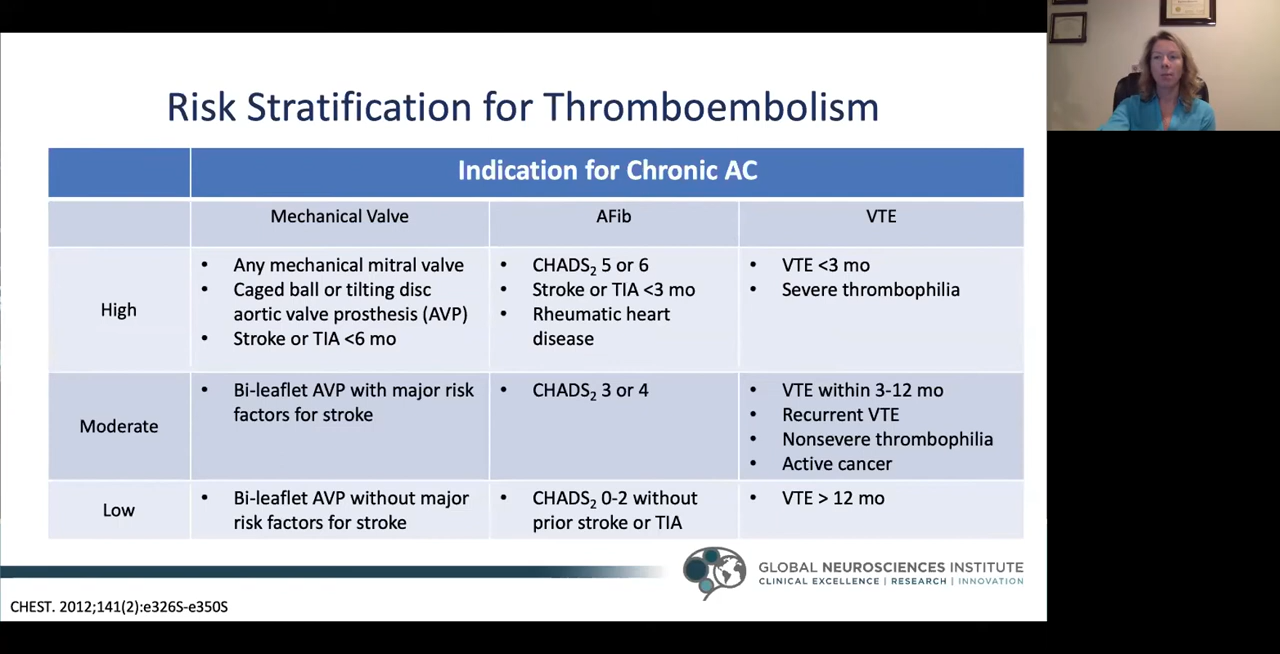 Risk Stratification for Thromboembolism
Indication for Chronic AC
Mechanical Valve
AFib
VTE
High
• Any mechanical mitral valve
• Caged ball or tilting disc
aortic valve prosthesis (AVP)
• Stroke or TIA <6 mo
• CHADS₂ 5 or 6
• Stroke or TIA <3 mo
• Rheumatic heart
disease
• VTE <3 mo
• Severe thrombophilia
Moderate
• Bi-leaflet AVP with major risk
factors for stroke
• CHADS₂ 3 or 4
• VTE within 3-12 mo
• Recurrent VTE
• Nonsevere thrombophilia
• Active cancer
Low
• Bi-leaflet AVP without major
risk factors for stroke
• CHADS₂ 0-2 without
prior stroke or TIA
• VTE > 12 mo
GLOBAL NEUROSCIENCES INSTITUTE
CLINICAL EXCELLENCE | RESEARCH | INNOVATION
CHEST. 2012;141(2):e326S-e350S